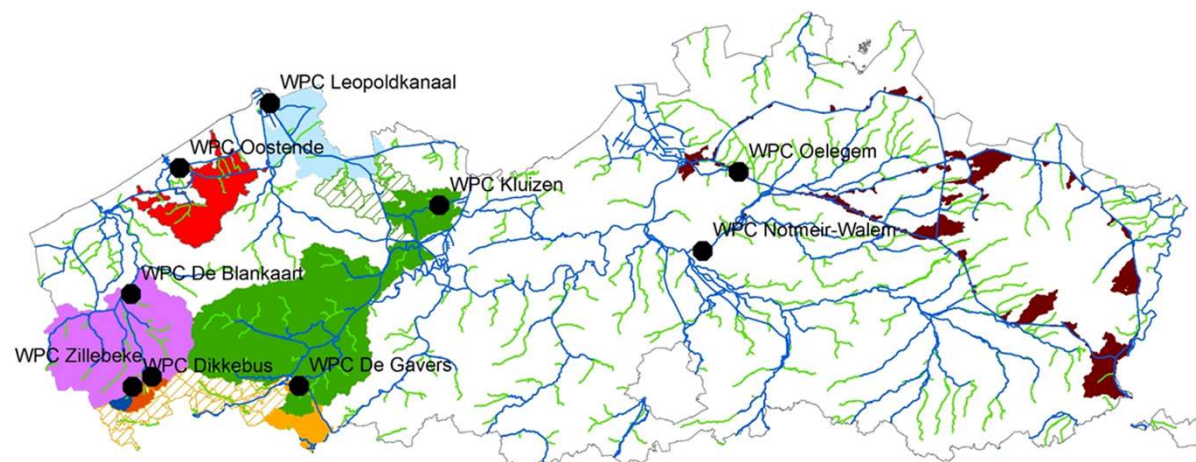 WPC Leopoldkanaal
WPC Oostende
WPC Oelegem
WPC Kluizen
WPC Notmeir-Walem
WPC De Blankaart
WPC Zillebeke
WPC Dikkebus
WPC De Gavers